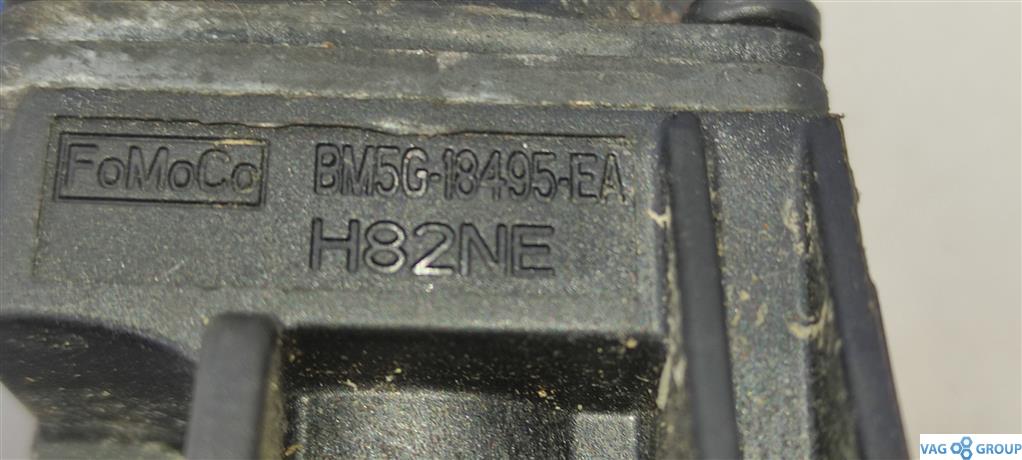 FoMoCo BM5G-18495-EA
H82NE
VAG GROUP